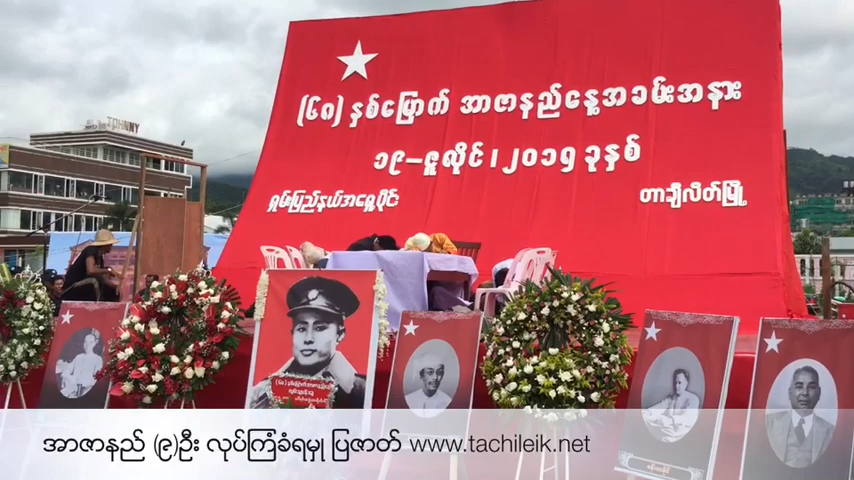 JOHNNY
(၆၈) နှစ်မြောက် အာဇာနည်နေ့အခမ်းအနား
၁၉-ဇူလိုင်၊ ၂၀၁၅ ခုနှစ်
ရှမ်းပြည်နယ်အရှေ့ပိုင်း
တာချီလိတ်မြို့
အာဇာနည် (၉)ဦး လုပ်ကြံခံရမှု ပြဇာတ် www.tachileik.net